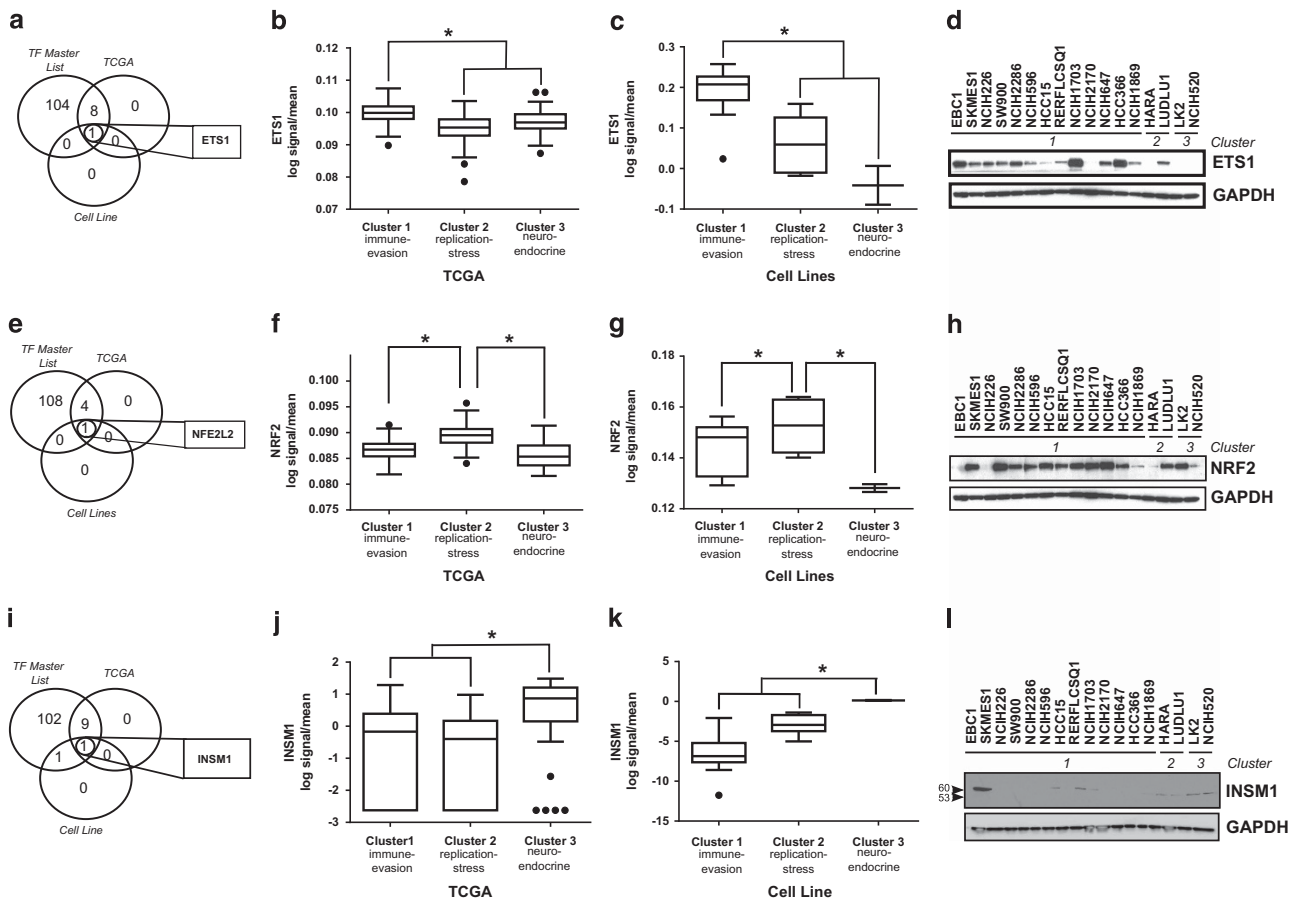 a
TF Master
List
TCGA
104
8
0
0
1
0
0
ETS1
Cell Line
b
*
ETS1
log signal/mean
0.12
0.11
0.10
0.09
0.08
0.07
Cluster 1
immune-
evasion
Cluster 2
replication-
stress
Cluster 3
neuro-
endocrine
TCGA
c
*
ETS1
log signal/mean
0.3
0.2
0.1
0.0
-0.1
Cluster 1
immune-
evasion
Cluster 2
replication-
stress
Cluster 3
neuro-
endocrine
Cell Lines
d
EBC1
SKMES1
NCIH226
SW900
NCIH2286
NCIH596
HCC15
RERFLCSQ1
NCIH1703
NCIH2170
NCIH647
HCC366
NCIH1869
HARA
LUDLU1
LK2
NCIH520
1
2
3
Cluster
ETS1
GAPDH
e
TF Master
List
TCGA
108
4
0
0
1
0
0
NFE2L2
Cell Lines
f
*
*
NRF2
log signal/mean
0.100
0.095
0.090
0.085
0.080
0.075
Cluster 1
immune-
evasion
Cluster 2
replication-
stress
Cluster 3
neuro-
endocrine
TCGA
g
*
*
NRF2
log signal/mean
0.18
0.16
0.14
0.12
Cluster 1
immune-
evasion
Cluster 2
replication-
stress
Cluster 3
neuro-
endocrine
Cell Lines
h
EBC1
SKMES1
NCIH226
SW900
NCIH2286
NCIH596
HCC15
RERFLCSQ1
NCIH1703
NCIH2170
NCIH647
HCC366
NCIH1869
HARA
LUDLU1
LK2
NCIH520
1
2
3
Cluster
NRF2
GAPDH
i
TF Master
List
TCGA
102
9
0
1
1
0
0
INSM1
Cell Line
j
*
INSM1
log signal/mean
2
1
0
-1
-2
-3
Cluster1
immune-
evasion
Cluster 2
replication-
stress
Cluster 3
neuro-
endocrine
TCGA
k
*
INSM1
log signal/mean
5
0
-5
-10
-15
Cluster 1
immune-
evasion
Cluster 2
replication-
stress
Cluster 3
neuro-
endocrine
Cell Line
l
EBC1
SKMES1
NCIH226
SW900
NCIH2286
NCIH596
HCC15
RERFLCSQ1
NCIH1703
NCIH2170
NCIH647
HCC366
NCIH1869
HARA
LUDLU1
LK2
NCIH520
1
2
3
Cluster
60
53
INSM1
GAPDH